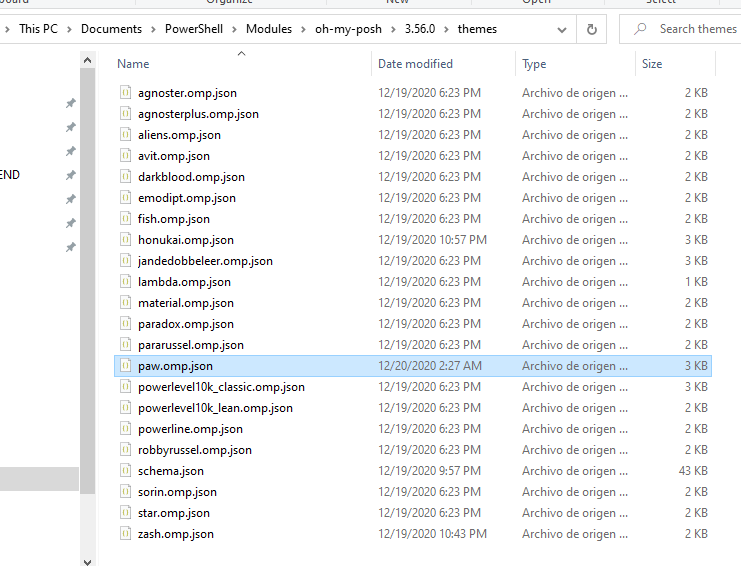 This PC > Documents > PowerShell > Modules > oh-my-posh > 3.56.0 > themes
Search themes
Name Date modified Type Size
agnoster.omp.json 12/19/2020 6:23 PM Archivo de origen ... 2 KB
agnosterplus.omp.json 12/19/2020 6:23 PM Archivo de origen ... 2 KB
aliens.omp.json 12/19/2020 6:23 PM Archivo de origen ... 2 KB
avit.omp.json 12/19/2020 6:23 PM Archivo de origen ... 2 KB
darkblood.omp.json 12/19/2020 6:23 PM Archivo de origen ... 2 KB
emodipt.omp.json 12/19/2020 6:23 PM Archivo de origen ... 2 KB
fish.omp.json 12/19/2020 6:23 PM Archivo de origen ... 2 KB
honukai.omp.json 12/19/2020 10:57 PM Archivo de origen ... 3 KB
jandedobbeleer.omp.json 12/19/2020 6:23 PM Archivo de origen ... 3 KB
lambda.omp.json 12/19/2020 6:23 PM Archivo de origen ... 1 KB
material.omp.json 12/19/2020 6:23 PM Archivo de origen ... 2 KB
paradox.omp.json 12/19/2020 6:23 PM Archivo de origen ... 2 KB
pararussel.omp.json 12/19/2020 6:23 PM Archivo de origen ... 2 KB
paw.omp.json 12/20/2020 2:27 AM Archivo de origen ... 3 KB
powerlevel10k_classic.omp.json 12/19/2020 6:23 PM Archivo de origen ... 3 KB
powerlevel10k_lean.omp.json 12/19/2020 6:23 PM Archivo de origen ... 2 KB
powerline.omp.json 12/19/2020 6:23 PM Archivo de origen ... 2 KB
robbyrussel.omp.json 12/19/2020 6:23 PM Archivo de origen ... 2 KB
schema.json 12/19/2020 9:57 PM Archivo de origen ... 43 KB
sorin.omp.json 12/19/2020 6:23 PM Archivo de origen ... 2 KB
star.omp.json 12/19/2020 6:23 PM Archivo de origen ... 2 KB
zash.omp.json 12/19/2020 10:43 PM Archivo de origen ... 2 KB
END